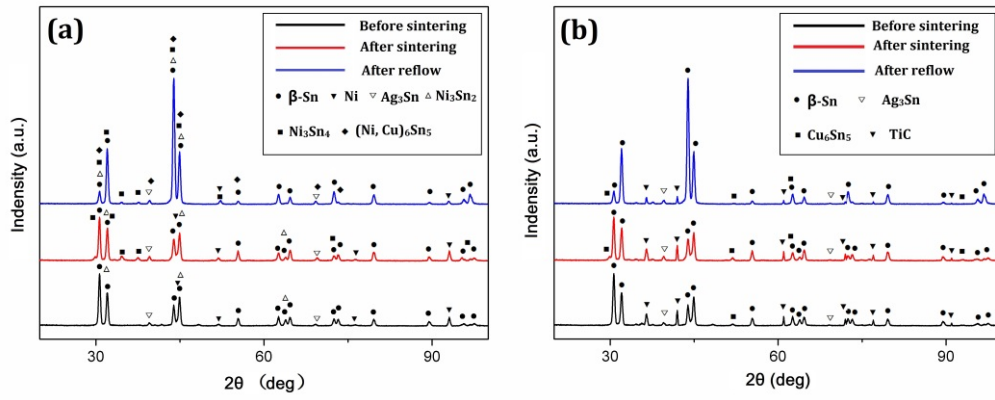 (a)
Before sintering
After sintering
After reflow
β-Sn Ni Ag₃Sn Ni₃Sn₂
Ni₃Sn₄ (Ni, Cu)₆Sn₅
Indensity (a.u.)
30 60 90
2θ （deg）
(b)
Before sintering
After sintering
After reflow
β-Sn Ag₃Sn
Cu₆Sn₅ TiC
Indensity (a.u.)
30 60 90
2θ (deg)